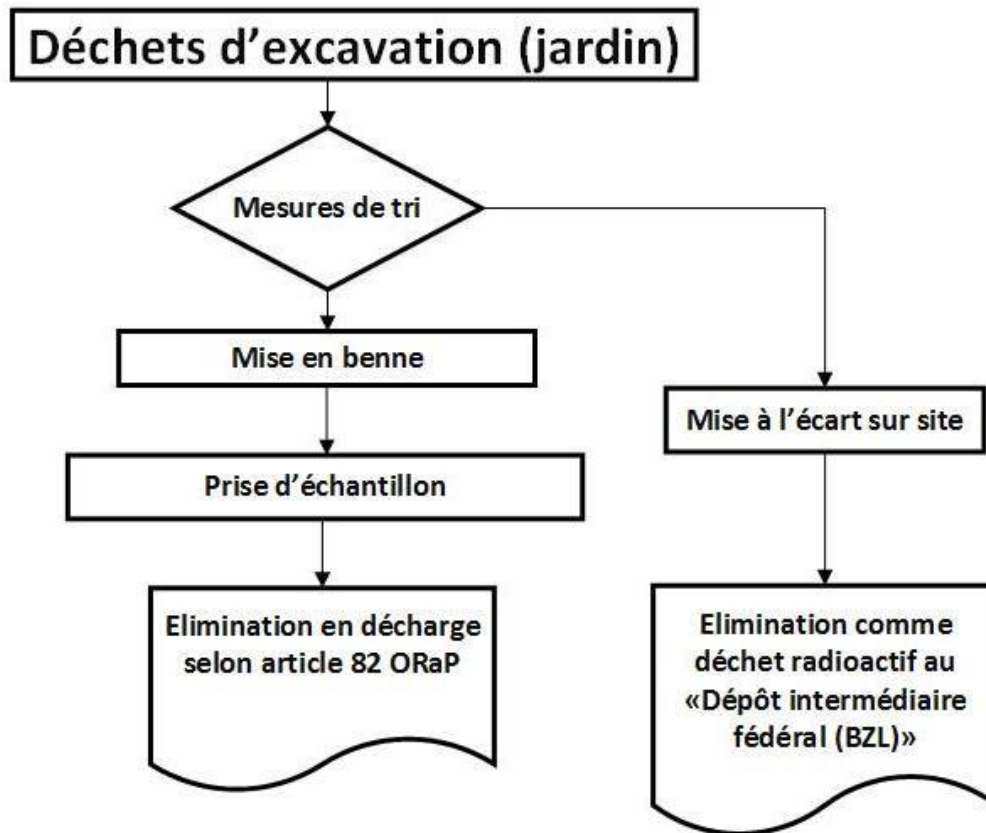 Déchets d’excavation (jardin)
Mesures de tri
Mise en benne
Mise à l’écart sur site
Prise d’échantillon
Elimination en décharge
selon article 82 ORaP
Elimination comme
déchet radioactif au
«Dépôt intermédiaire
fédéral (BZL)»